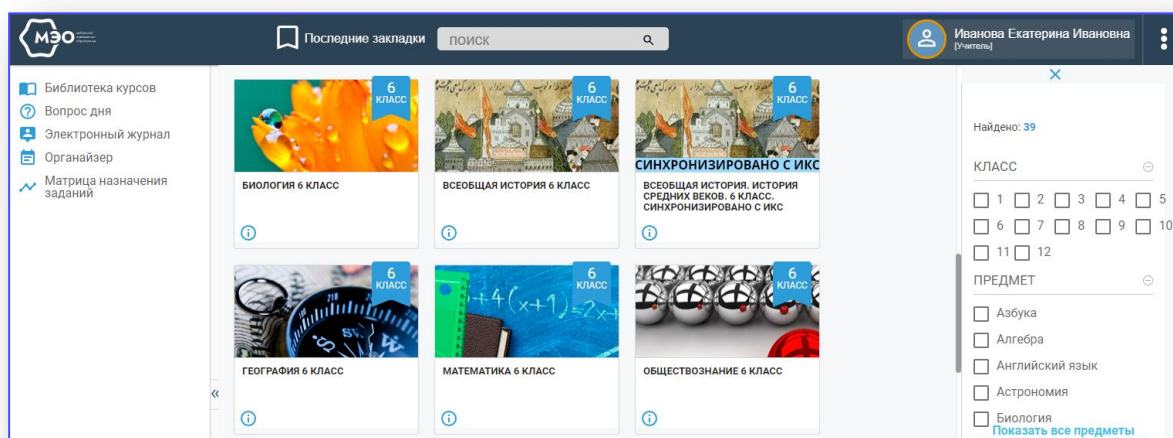 МЭО
Последние закладки
ПОИСК
Иванова Екатерина Ивановна
[Учитель]
Библиотека курсов
Вопрос дня
Электронный журнал
Органайзер
Матрица назначения
заданий
6
КЛАСС
БИОЛОГИЯ 6 КЛАСС
6
КЛАСС
ВСЕОБЩАЯ ИСТОРИЯ 6 КЛАСС
6
КЛАСС
СИНХРОНИЗИРОВАНО С ИКС
ВСЕОБЩАЯ ИСТОРИЯ. ИСТОРИЯ
СРЕДНИХ ВЕКОВ. 6 КЛАСС.
СИНХРОНИЗИРОВАНО С ИКС
6
КЛАСС
210
SW
W
ГЕОГРАФИЯ 6 КЛАСС
6
КЛАСС
МАТЕМАТИКА 6 КЛАСС
6
КЛАСС
ОБЩЕСТВОЗНАНИЕ 6 КЛАСС
«
Найдено: 39
КЛАСС
1 2 3 4 5
6 7 8 9 10
11 12
ПРЕДМЕТ
Азбука
Алгебра
Английский язык
Астрономия
Биология
Показать все предметы